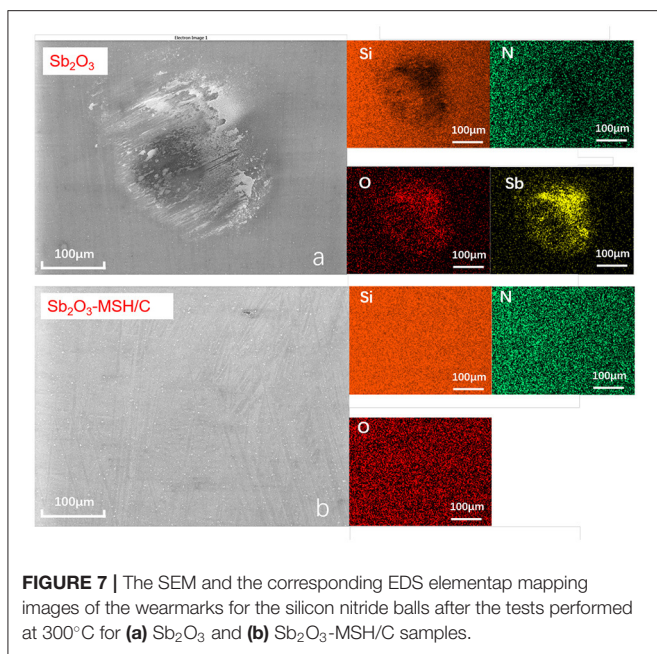 Electron Image 1
Sb₂O₃
Si
N
100μm
100μm
O
Sb
100μm
a
100μm
100μm
Sb₂O₃-MSH/C
Si
N
100μm
100μm
O
100μm
b
100μm
FIGURE 7 | The SEM and the corresponding EDS elementap mapping
images of the wearmarks for the silicon nitride balls after the tests performed
at 300°C for (a) Sb₂O₃ and (b) Sb₂O₃-MSH/C samples.